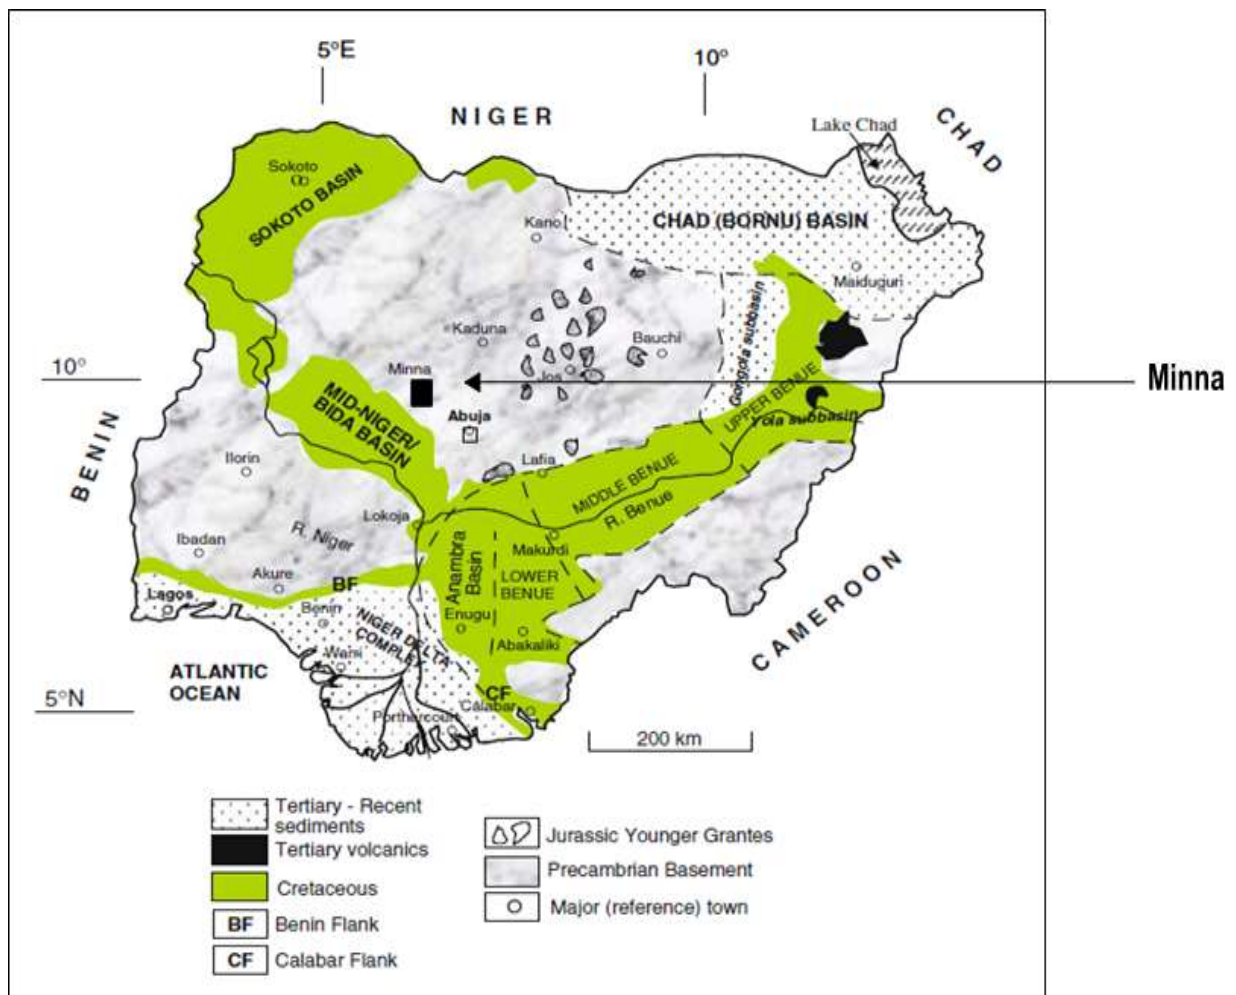 5°E
10°
NIGER
Lake Chad
CHAD
Sokoto
SOKOTO BASIN
Kano
CHAD (BORNU) BASIN
Maiduguri
Gongola subbasin
Kaduna
Bauchi
10°
Minna
Jos
Minna
MID-NIGER/
BIDA BASIN
Abuja
UPPER BENUE
Yola subbasin
BENIN
Ilorin
Lafia
MIDDLE BENUE
R. Benue
Lokoja
R. Niger
Ibadan
Makurdi
Anambra
Basin
LOWER
BENUE
Akure
BF
Lagos
Benin
Enugu
NIGER DELTA
COMPLEX
Abakaliki
CAMEROON
Warri
ATLANTIC
OCEAN
CF
Calabar
5°N
Portharcourt
200 km
Tertiary - Recent
sediments
Tertiary volcanics
Cretaceous
BF Benin Flank
CF Calabar Flank
Jurassic Younger Grantes
Precambrian Basement
Major (reference) town